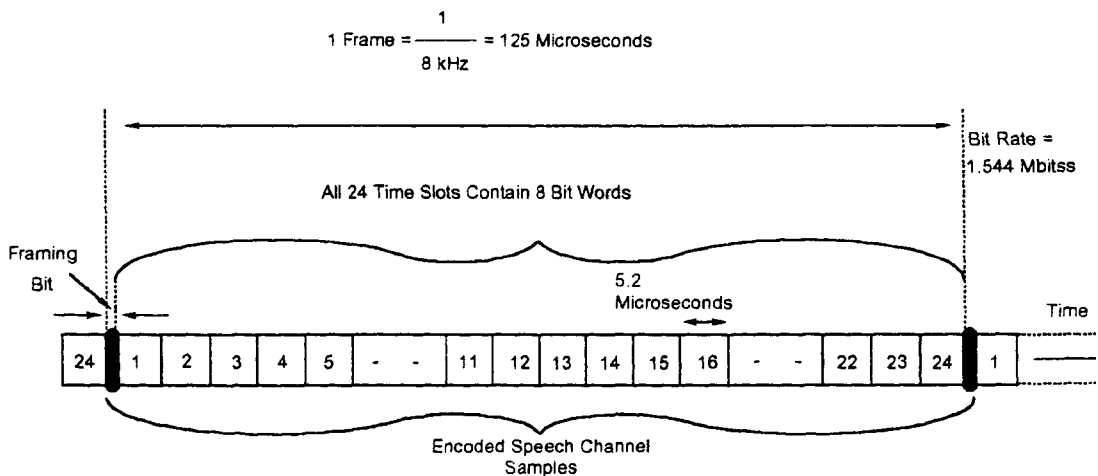 1
1 Frame = ——— = 125 Microseconds
8 kHz
Bit Rate =
1.544 Mbitss
All 24 Time Slots Contain 8 Bit Words
Framing
Bit
5.2
Microseconds
Time
24 1 2 3 4 5 - - 11 12 13 14 15 16 - - 22 23 24 1
Encoded Speech Channel
Samples